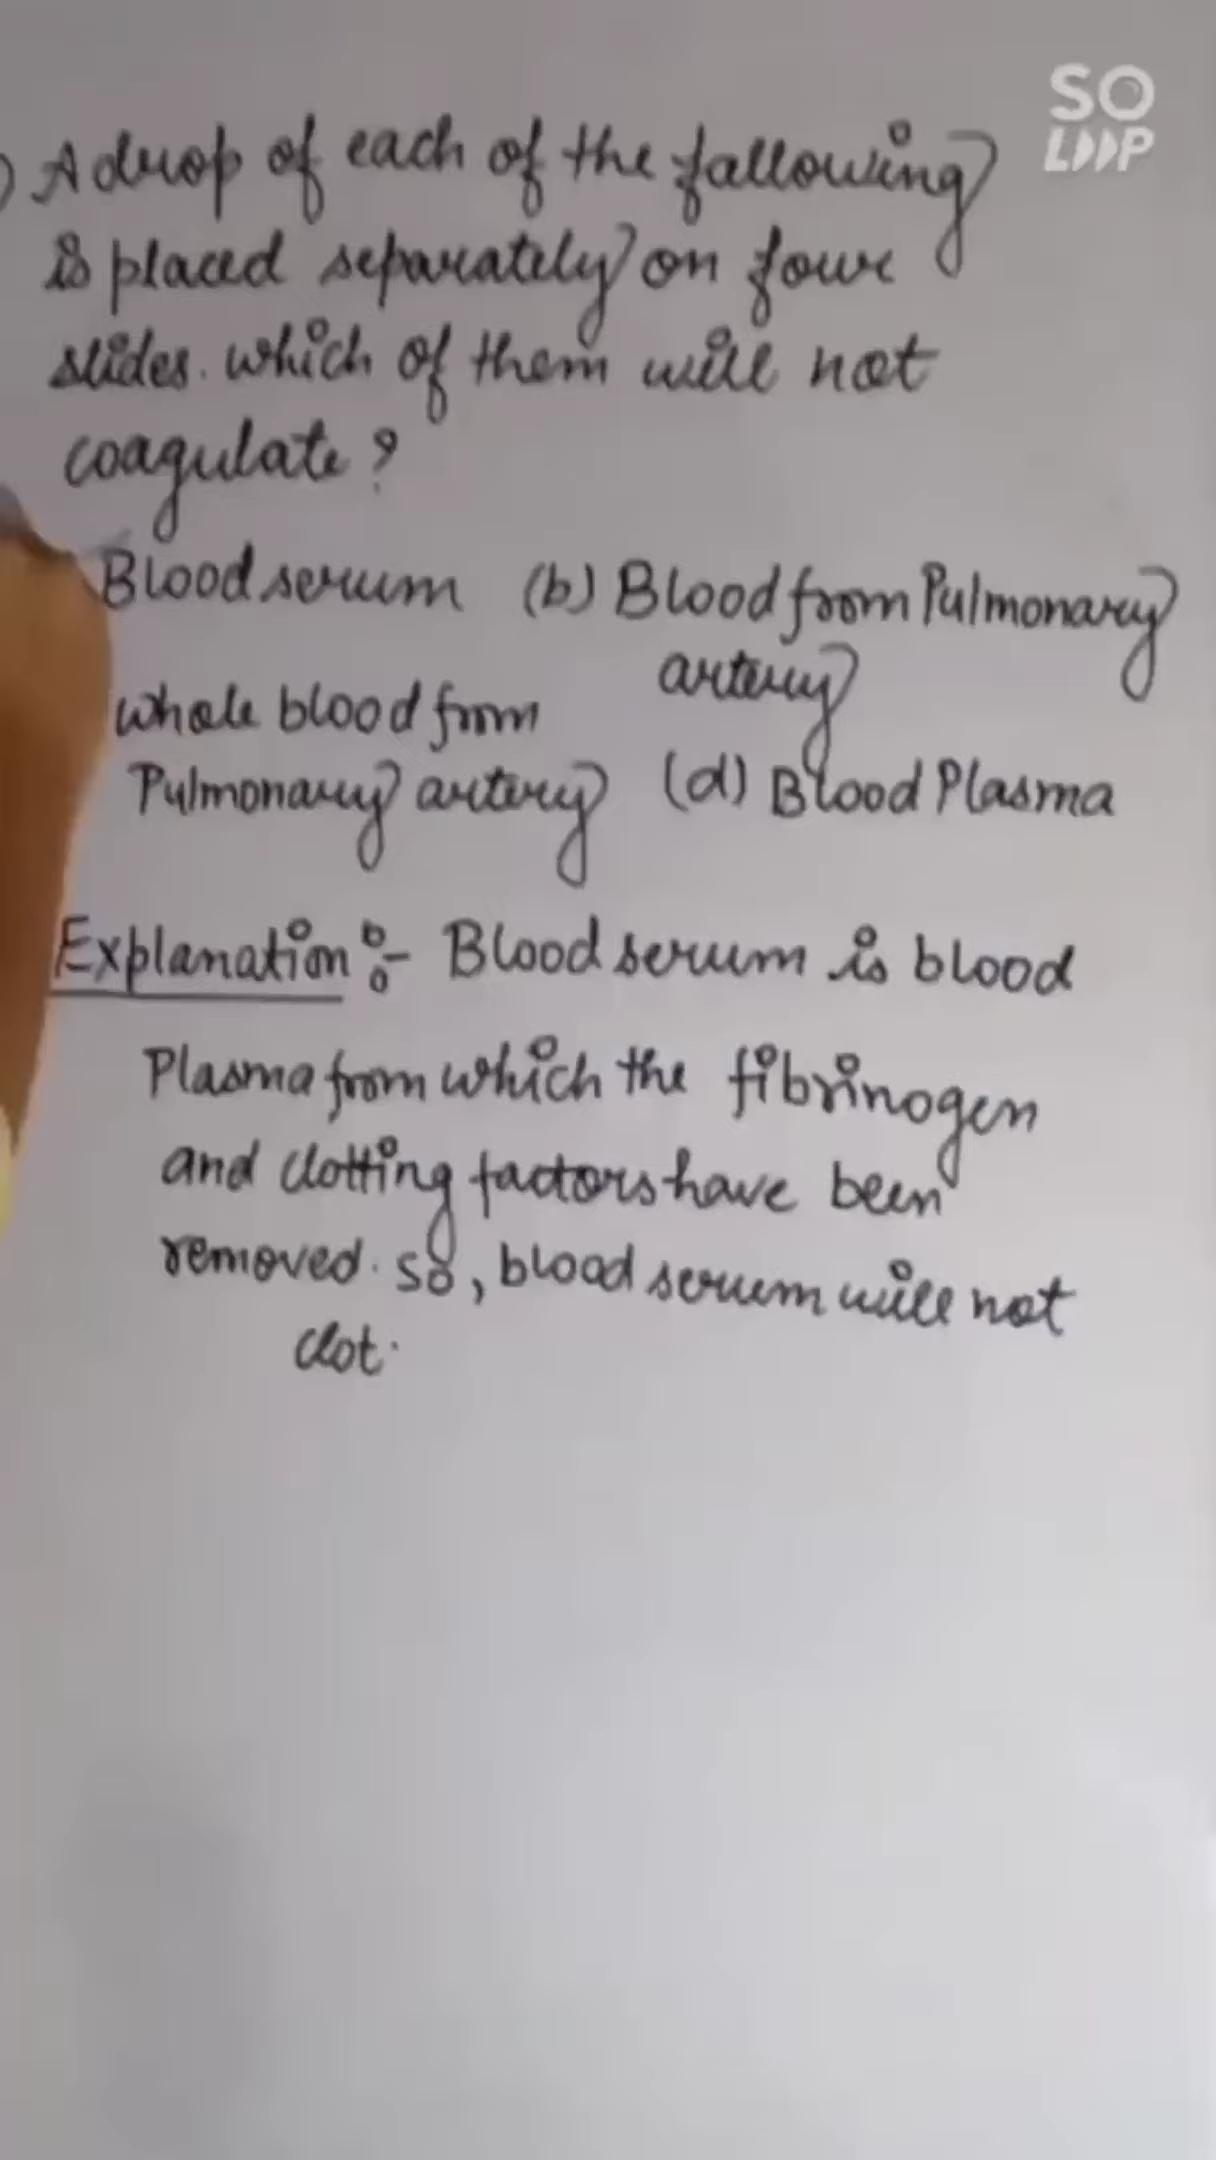 SO
LOOP
) A drop of each of the fallowing
is placed separately on four
slides. which of them will not
coagulate?
Blood serum (b) Blood from Pulmonary
artery
whole blood from
Pulmonary artery (d) Blood Plasma
Explanation :- Blood serum is blood
Plasma from which the fibrinogen
and clotting factors have been
removed. so, blood serum will not
clot.